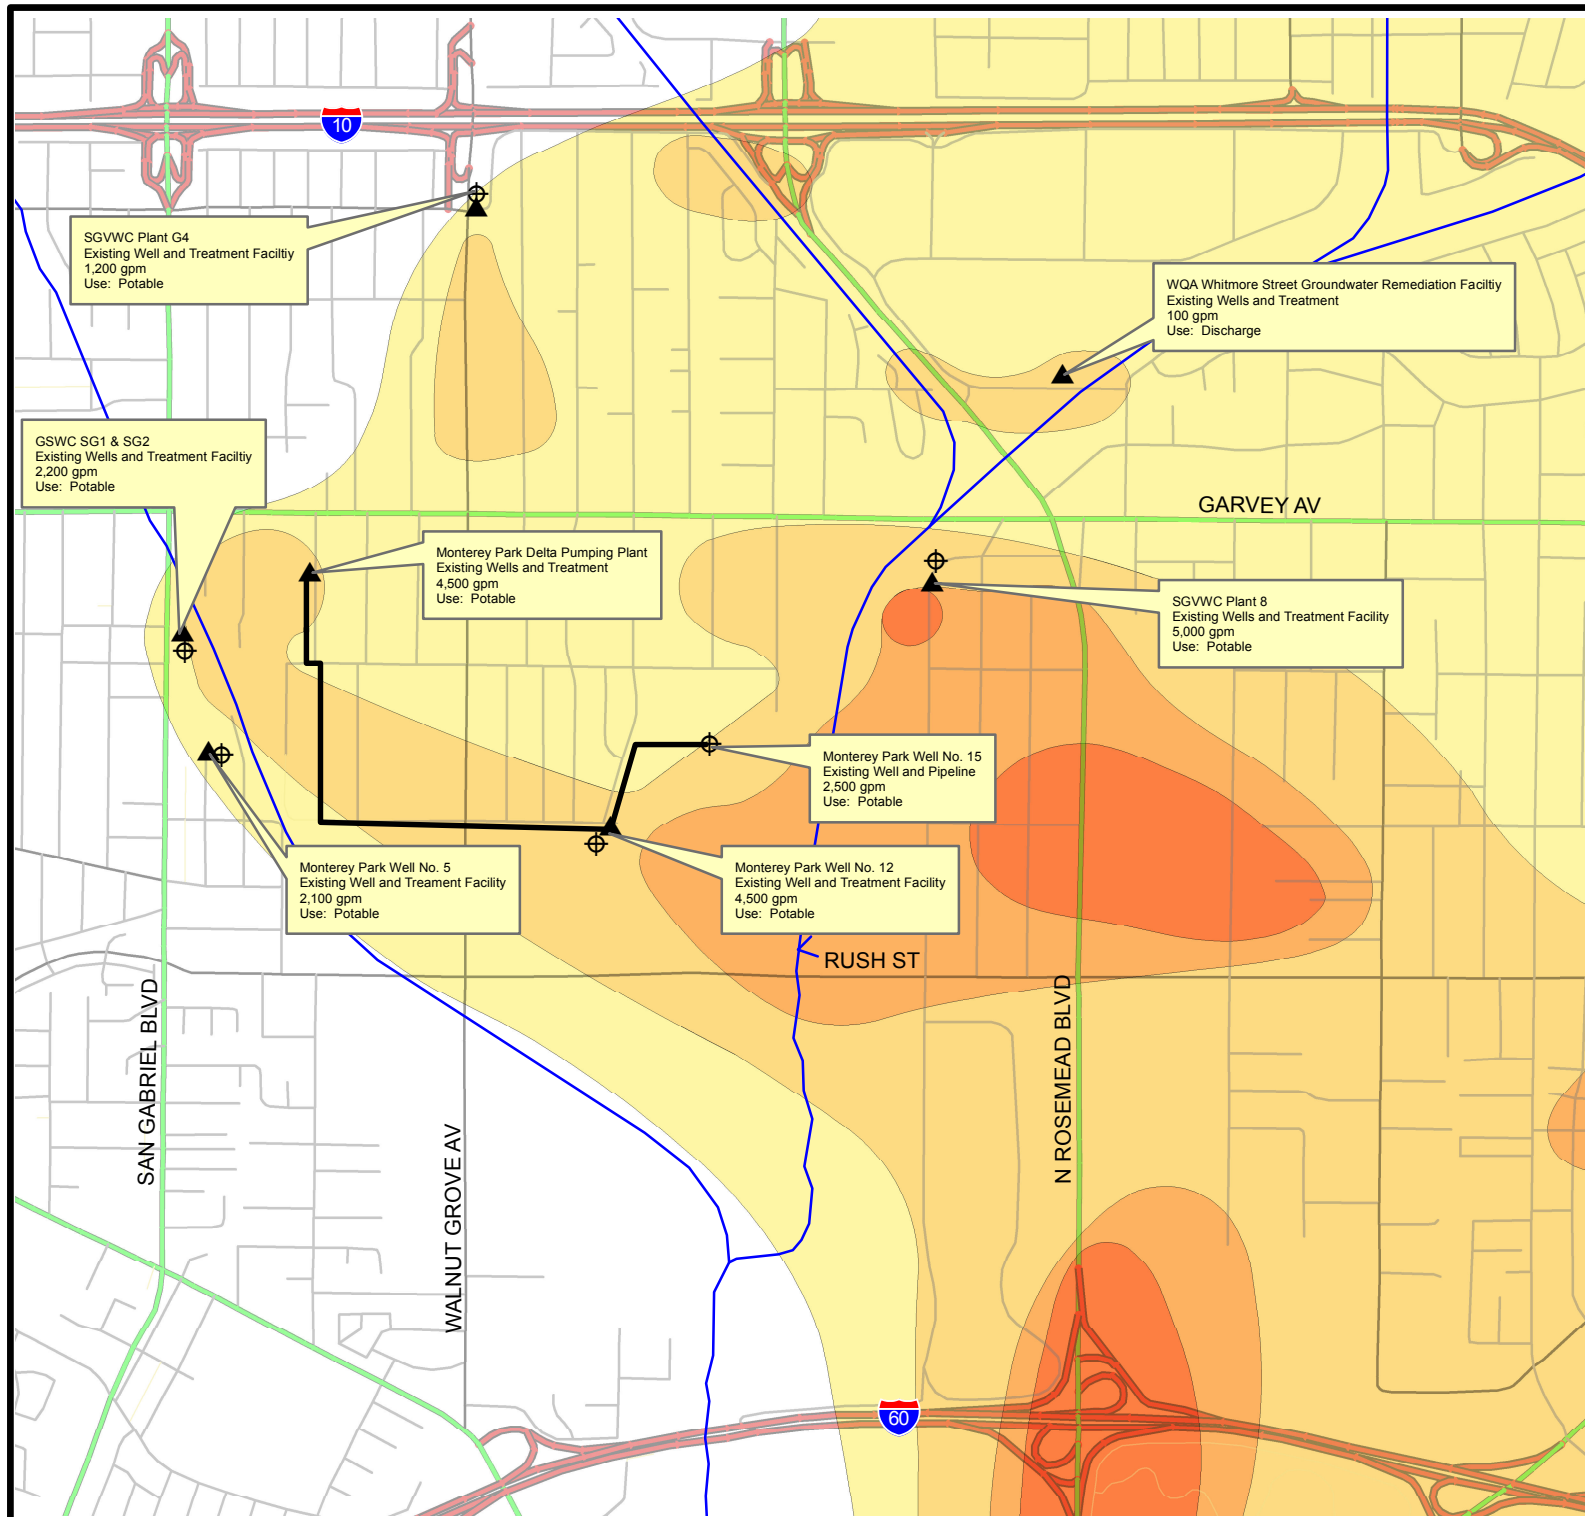 10
SGVWC Plant G4
Existing Well and Treatment Faciltiy
1,200 gpm
Use: Potable
WQA Whitmore Street Groundwater Remediation Faciltiy
Existing Wells and Treatment
100 gpm
Use: Discharge
GSWC SG1 & SG2
Existing Wells and Treatment Faciltiy
2,200 gpm
Use: Potable
GARVEY AV
Monterey Park Delta Pumping Plant
Existing Wells and Treatment
4,500 gpm
Use: Potable
SGVWC Plant 8
Existing Wells and Treatment Facility
5,000 gpm
Use: Potable
Monterey Park Well No. 15
Existing Well and Pipeline
2,500 gpm
Use: Potable
Monterey Park Well No. 5
Existing Well and Treament Facility
2,100 gpm
Use: Potable
Monterey Park Well No. 12
Existing Well and Treament Facility
4,500 gpm
Use: Potable
RUSH ST
SAN GABRIEL BLVD
WALNUT GROVE AV
N ROSEMEAD BLVD
60